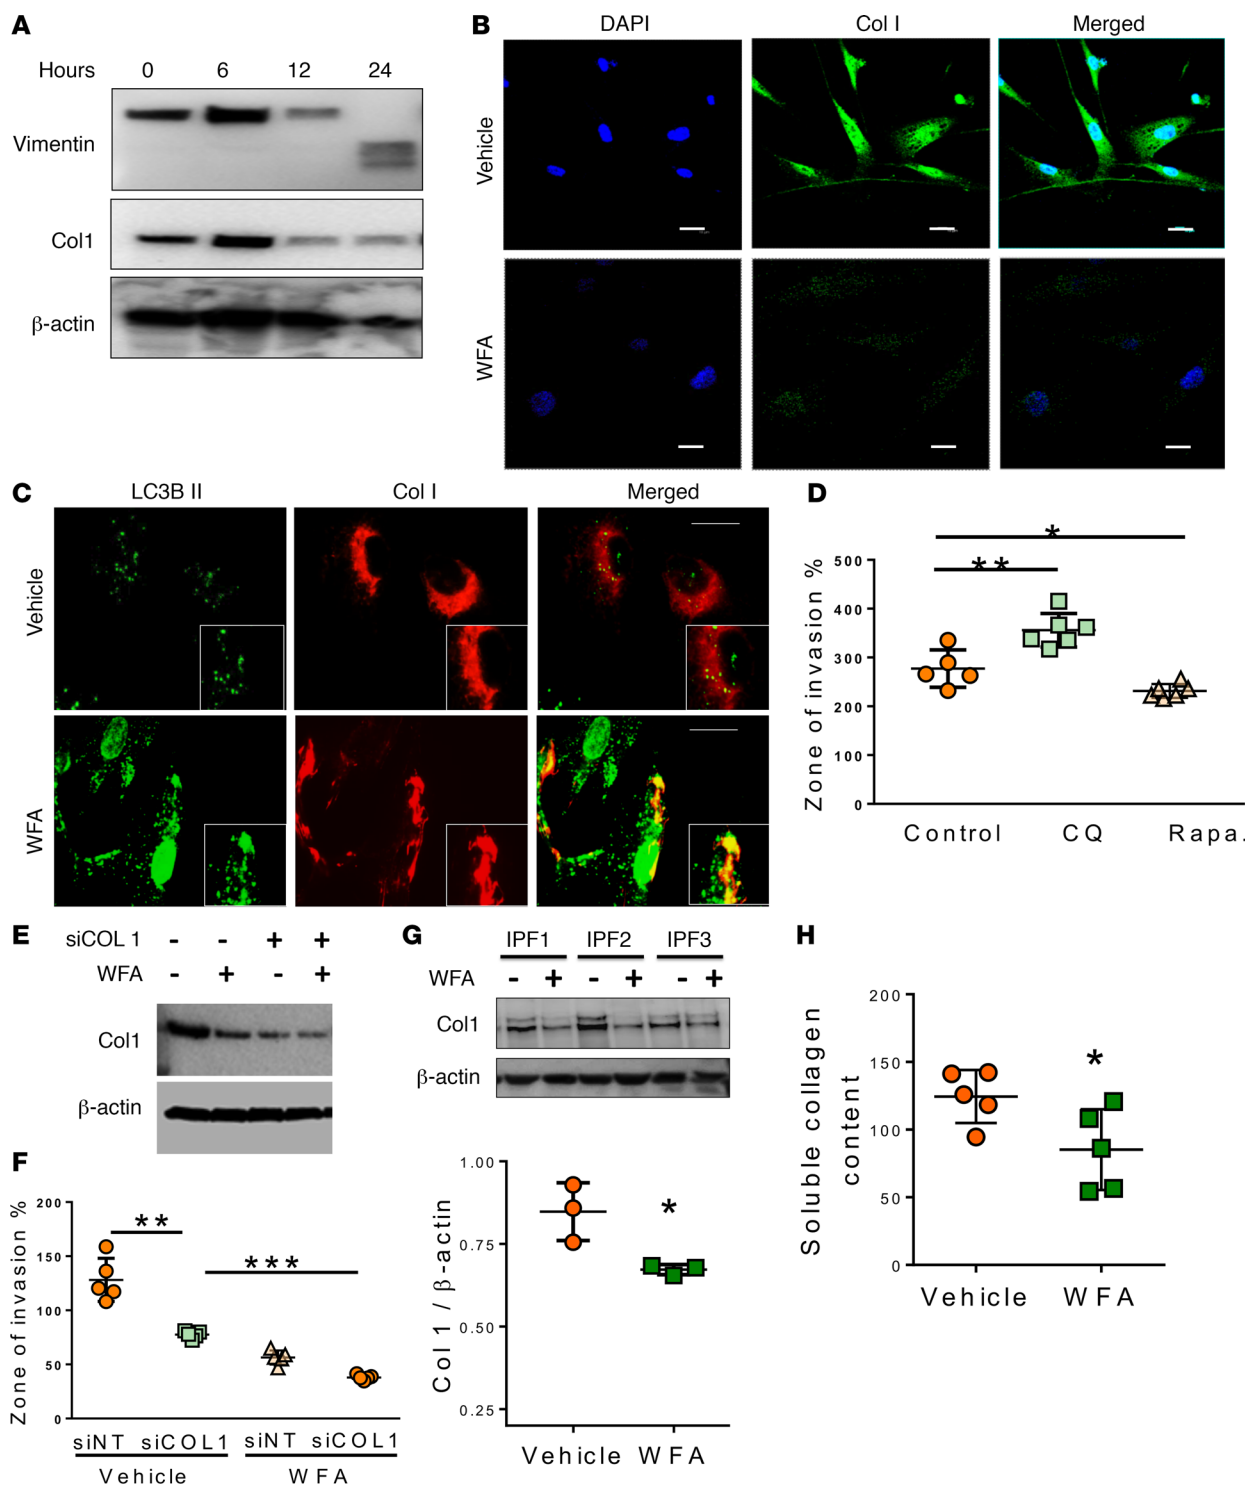 A
Hours 0 6 12 24
Vimentin
Col1
β-actin
B
DAPI Col I Merged
Vehicle
WFA
C
LC3B II Col I Merged
Vehicle
WFA
D
Zone of invasion %
500
400
300
200
100
0
*
**
Control CQ Rapa.
E
siCOL 1 - - + +
WFA - + - +
Col1
β-actin
F
Zone of invasion %
200
150
100
50
0
**
***
siNT siCOL1 siNT siCOL1
Vehicle WFA
G
IPF1 IPF2 IPF3
WFA - + - + - +
Col1
β-actin
Col 1 / β-actin
1.00
0.75
0.50
0.25
*
Vehicle WFA
H
Soluble collagen
content
200
150
100
50
0
*
Vehicle WFA